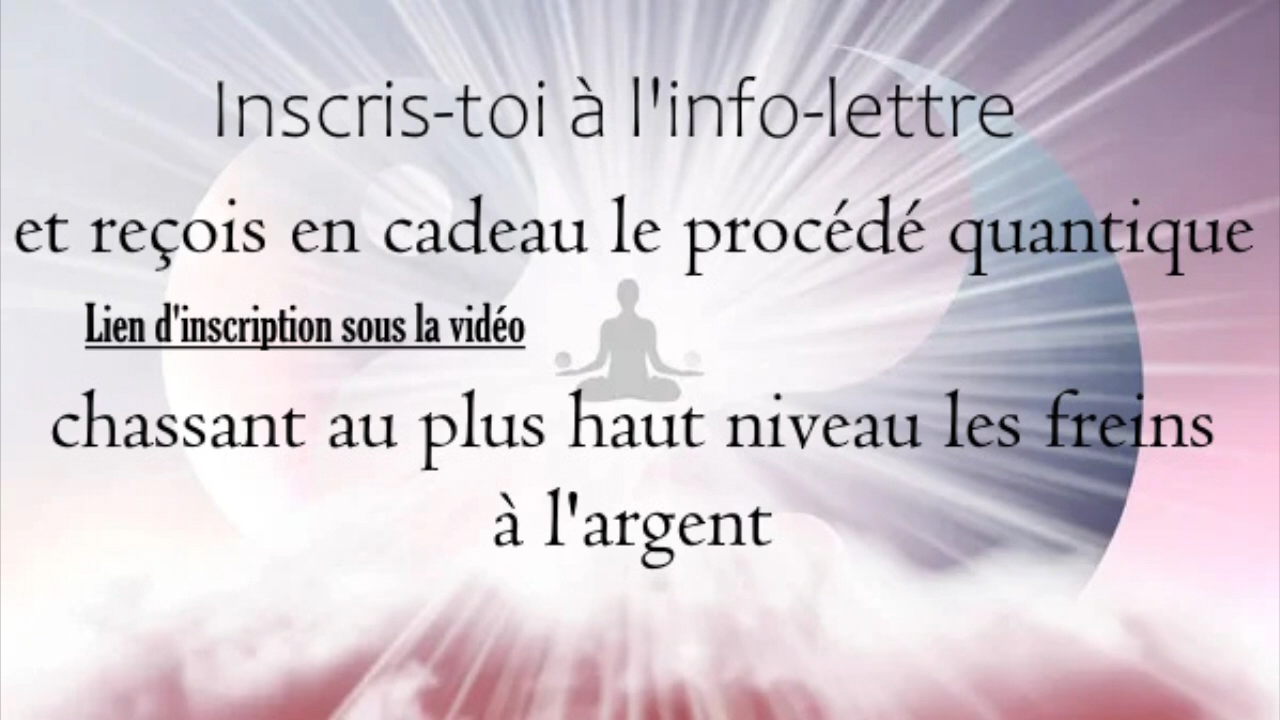 Inscris-toi à l'info-lettre
et reçois en cadeau le procédé quantique
Lien d'inscription sous la vidéo
chassant au plus haut niveau les freins
à l'argent